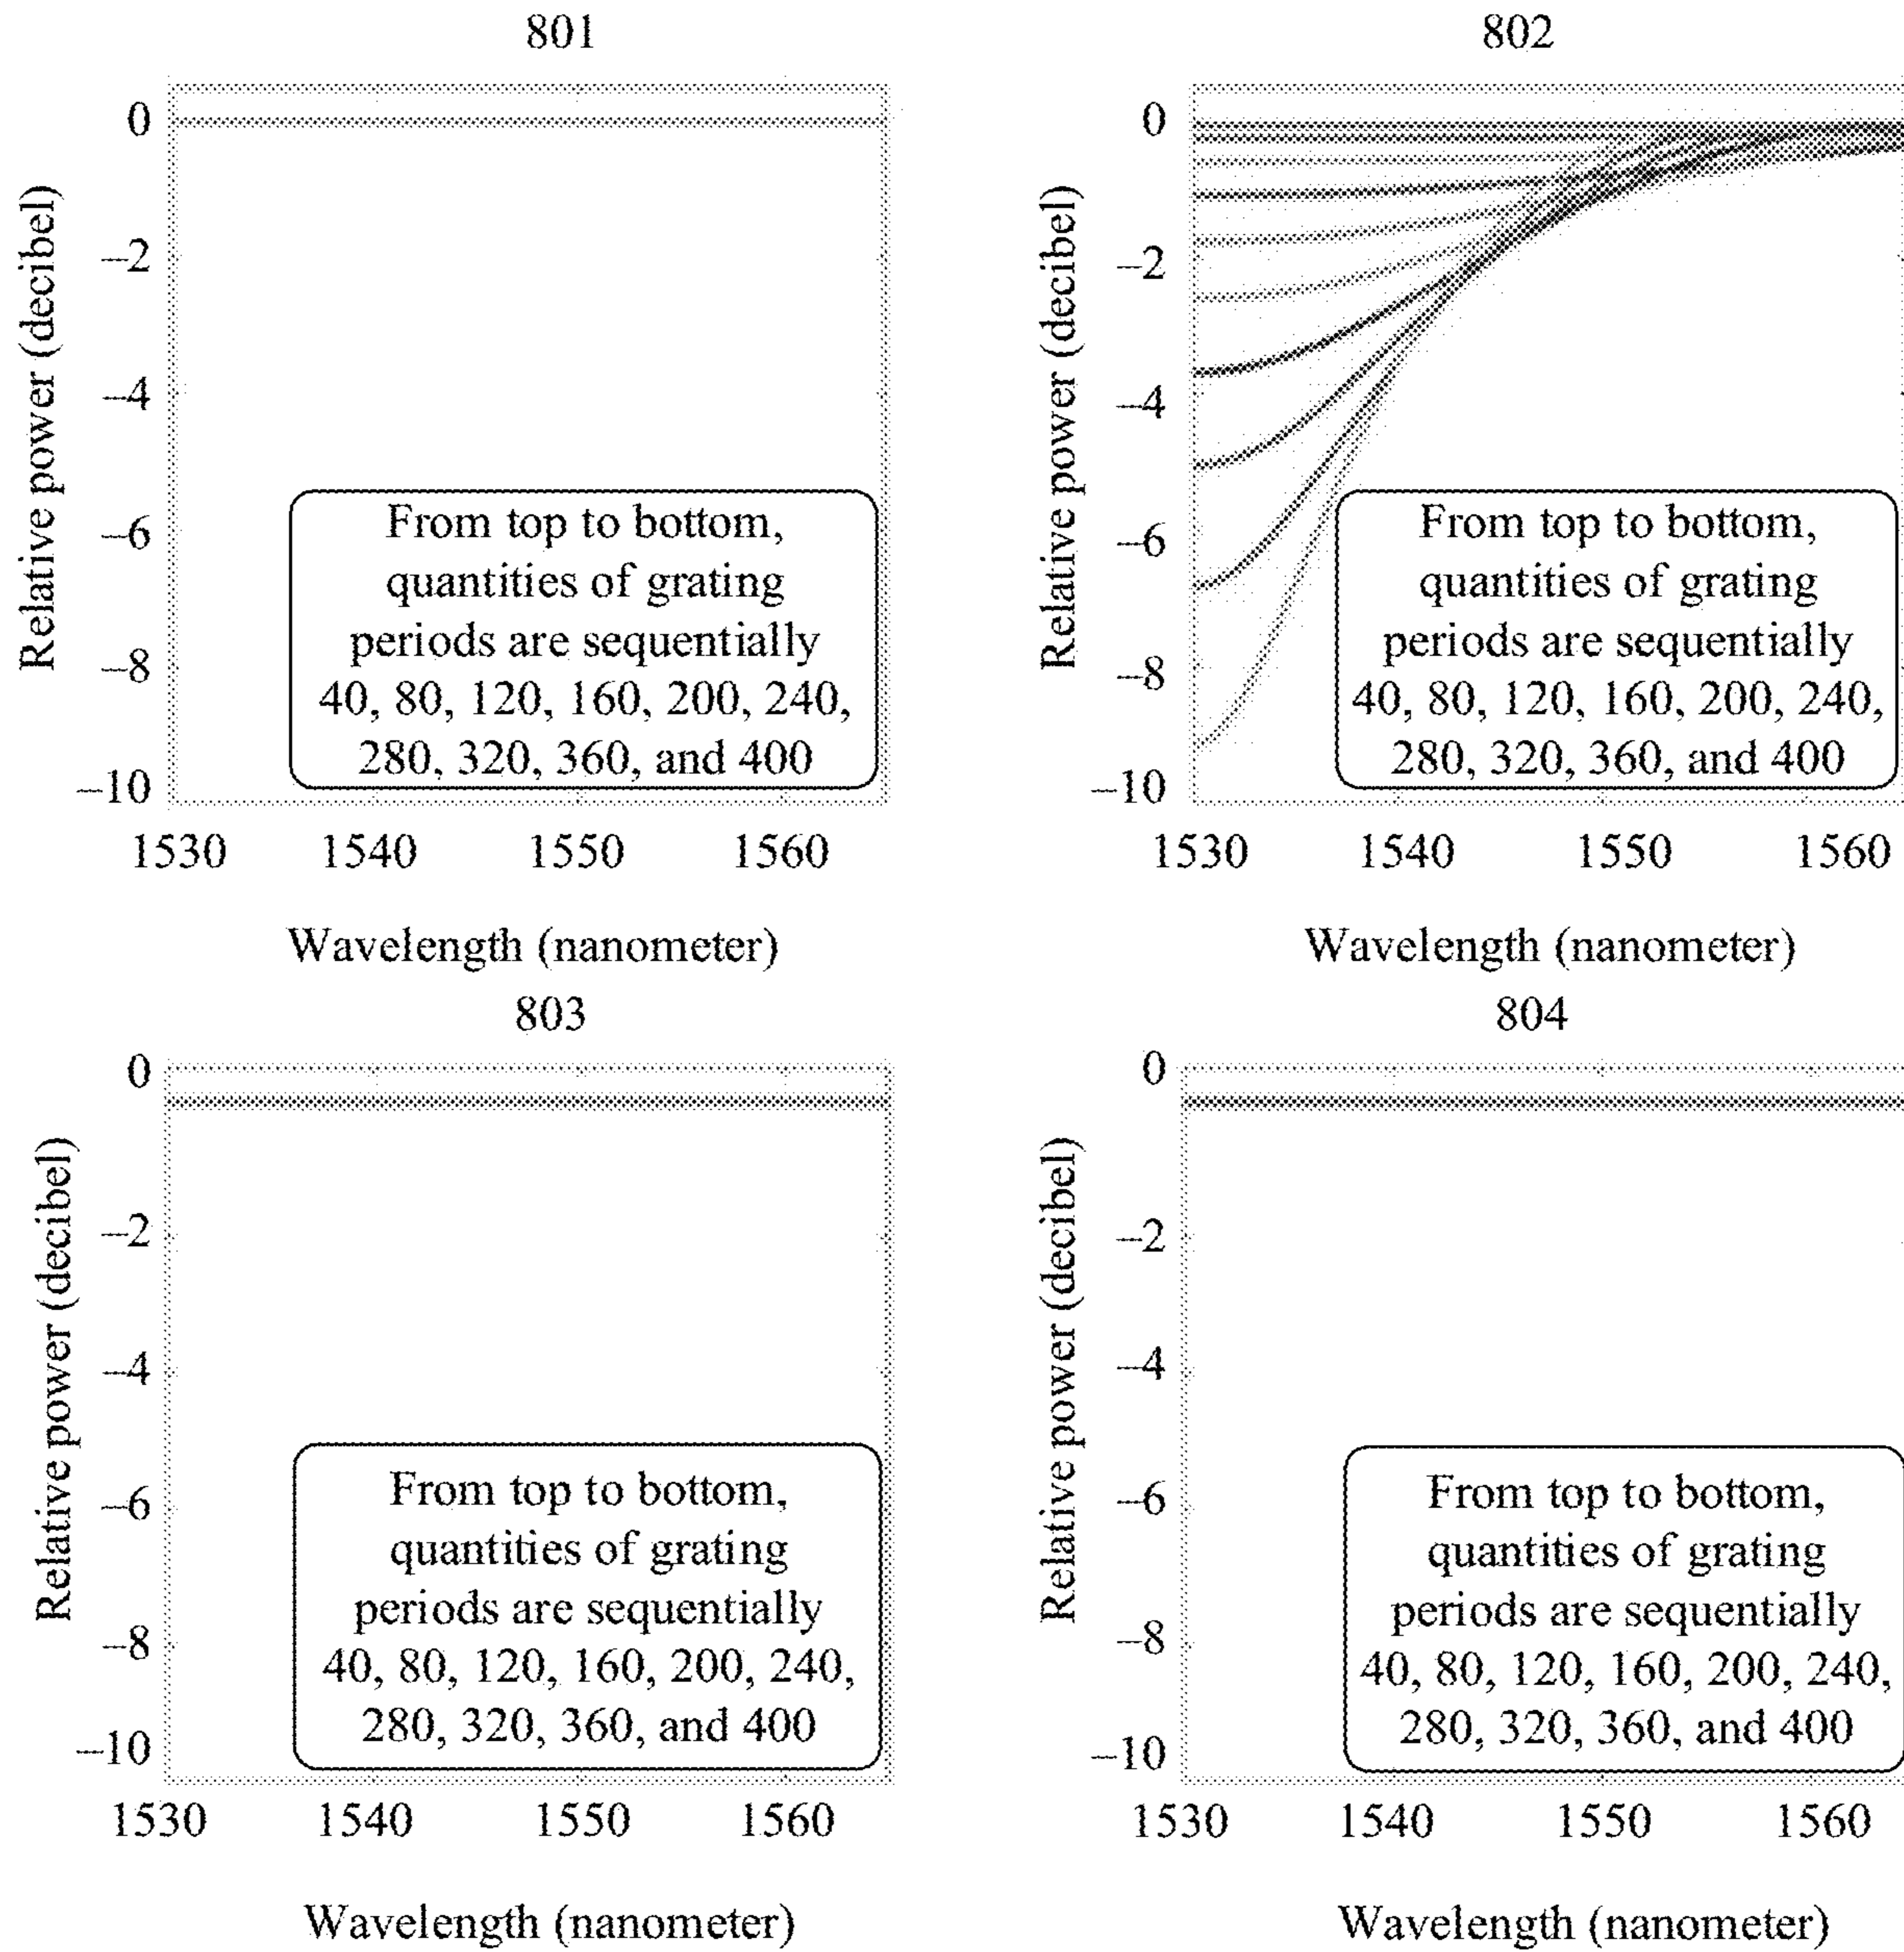 801
Relative power (decibel)
0
–2
–4
–6
–8
–10
From top to bottom,
quantities of grating
periods are sequentially
40, 80, 120, 160, 200, 240,
280, 320, 360, and 400
1530 1540 1550 1560
Wavelength (nanometer)
802
Relative power (decibel)
0
–2
–4
–6
–8
–10
From top to bottom,
quantities of grating
periods are sequentially
40, 80, 120, 160, 200, 240,
280, 320, 360, and 400
1530 1540 1550 1560
Wavelength (nanometer)
803
Relative power (decibel)
0
–2
–4
–6
–8
–10
From top to bottom,
quantities of grating
periods are sequentially
40, 80, 120, 160, 200, 240,
280, 320, 360, and 400
1530 1540 1550 1560
Wavelength (nanometer)
804
Relative power (decibel)
0
–2
–4
–6
–8
–10
From top to bottom,
quantities of grating
periods are sequentially
40, 80, 120, 160, 200, 240,
280, 320, 360, and 400
1530 1540 1550 1560
Wavelength (nanometer)